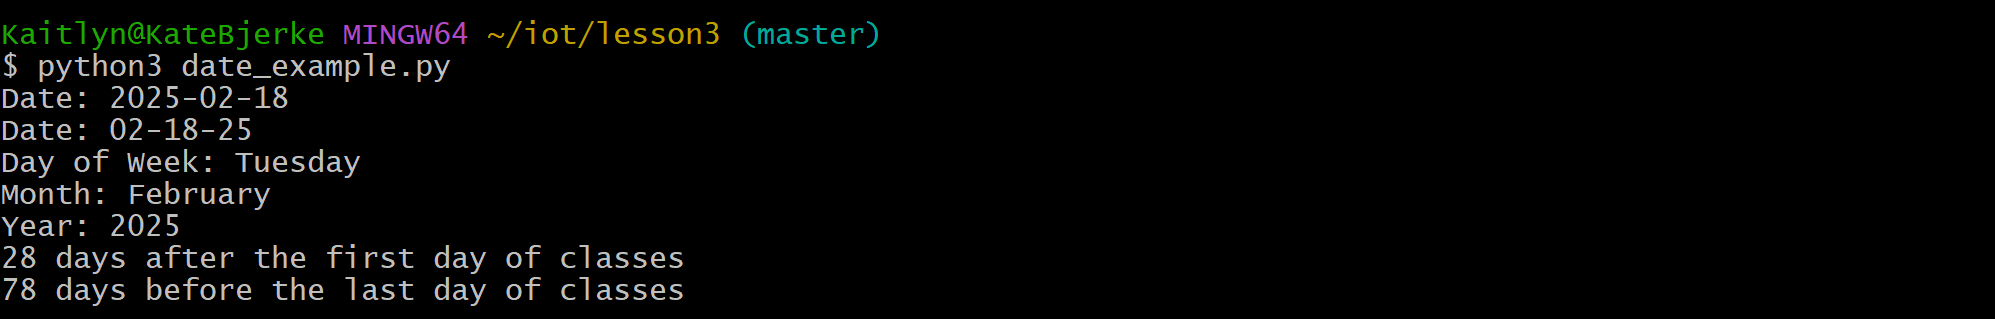 Kaitlyn@KateBjerke MINGW64 ~/iot/lesson3 (master)
$ python3 date_example.py
Date: 2025-02-18
Date: 02-18-25
Day of Week: Tuesday
Month: February
Year: 2025
28 days after the first day of classes
78 days before the last day of classes